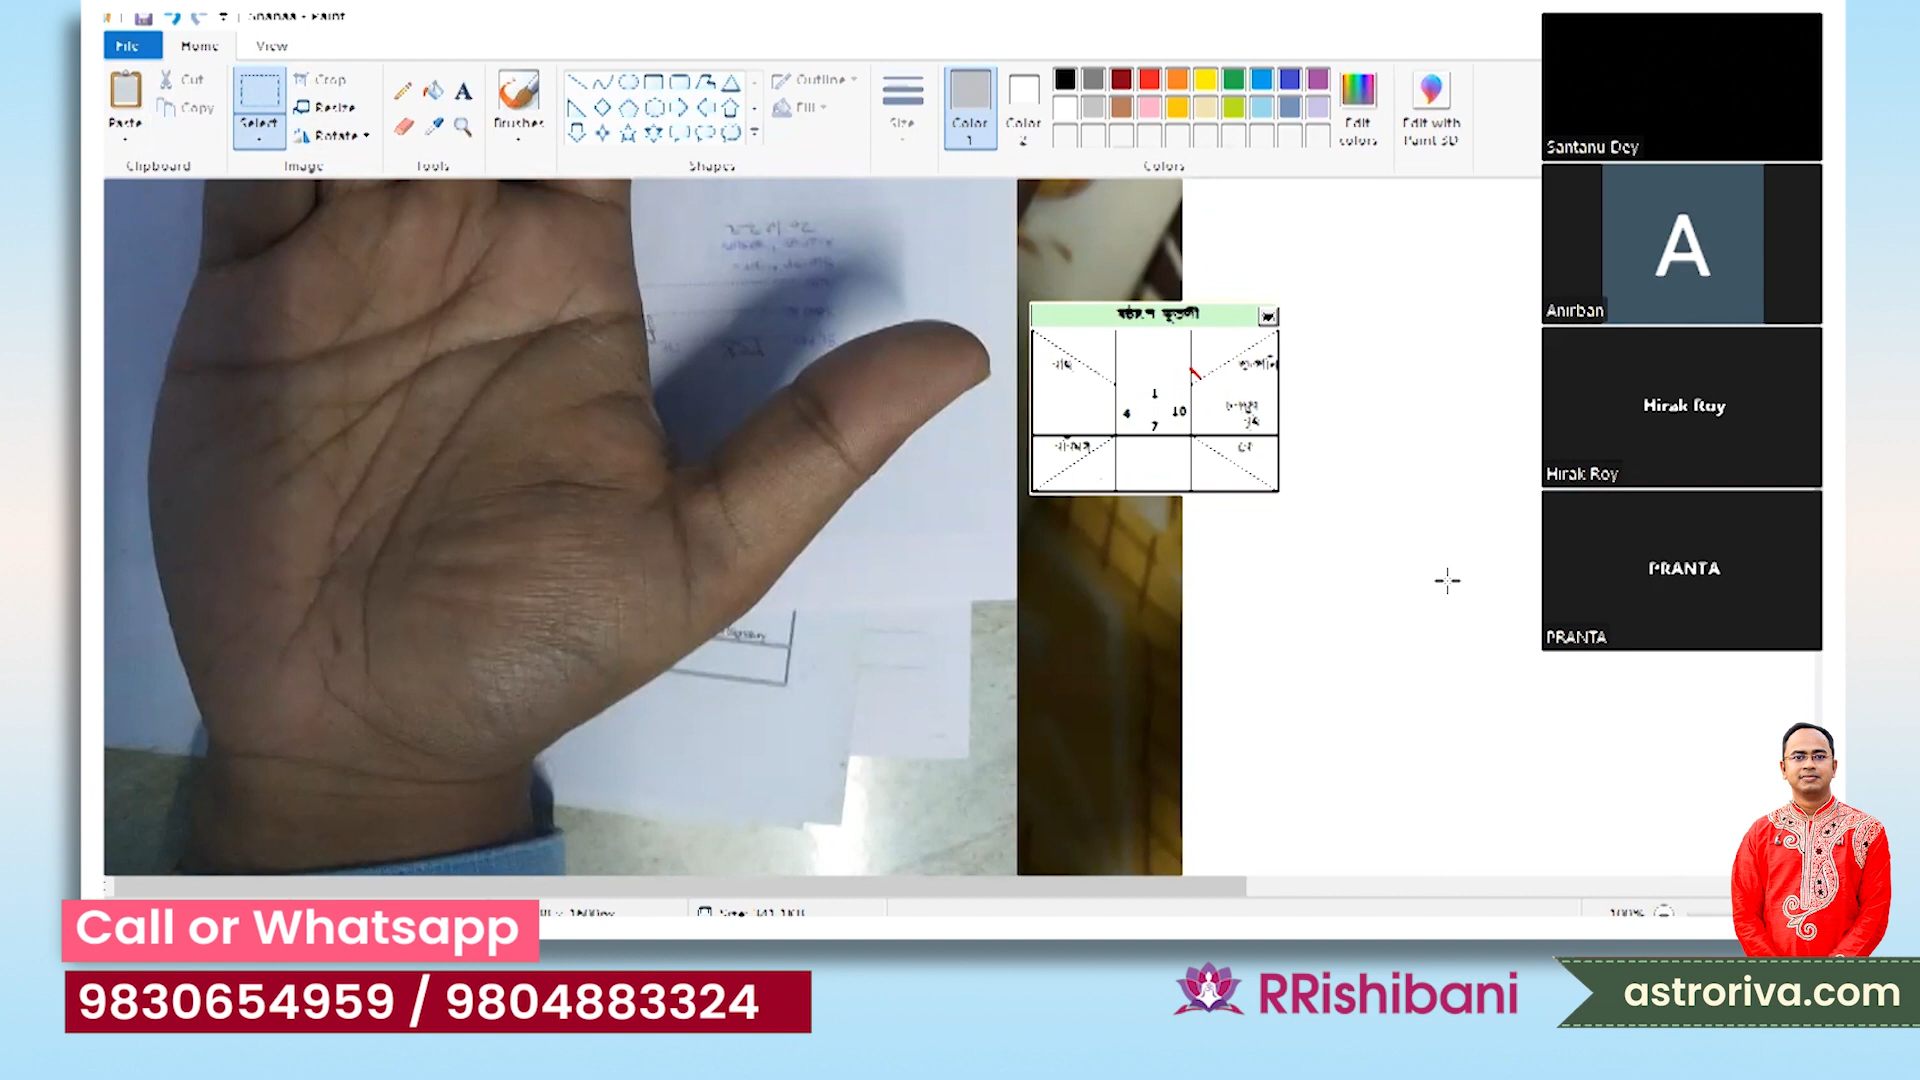 File
Home
View
Paste
Cut
Copy
Clipboard
Select
Crop
Resize
Rotate
Image
A
Tools
Brushes
Shapes
Outline
Fill
Size
Color
1
Color
2
Colors
Edit
colors
Edit with
Paint 3D
1
4
10
7
Santanu Dey
A
Anirban
Hirak Roy
Hirak Roy
PRANTA
PRANTA
100%
Call or Whatsapp
9830654959 / 9804883324
RRishibani
astroriva.com